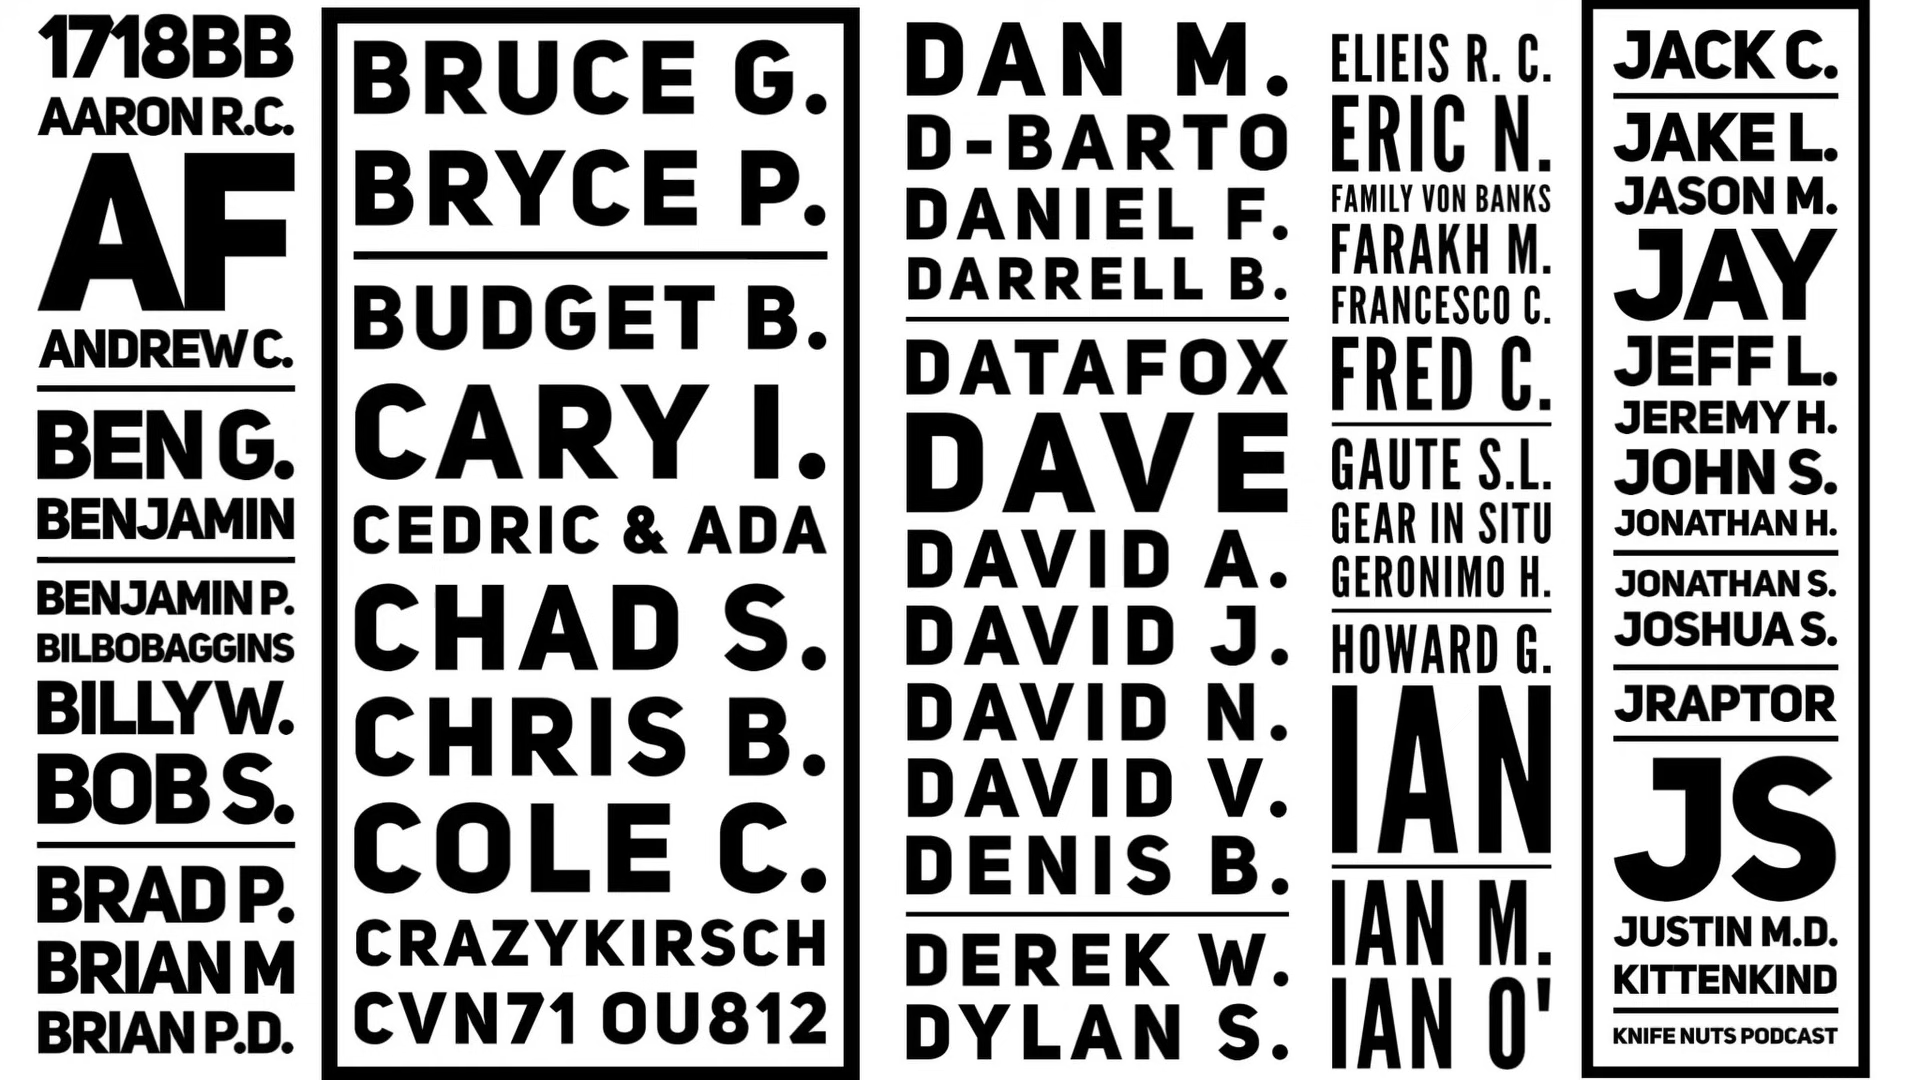 1718BB
AARON R.C.
AF
ANDREW C.
BEN G.
BENJAMIN
BENJAMIN P.
BILBOBAGGINS
BILLY W.
BOB S.
BRAD P.
BRIAN M
BRIAN P.D.
BRUCE G.
BRYCE P.
BUDGET B.
CARY I.
CEDRIC & ADA
CHAD S.
CHRIS B.
COLE C.
CRAZYKIRSCH
CVN71 OU812
DAN M.
D-BARTO
DANIEL F.
DARRELL B.
DATAFOX
DAVE
DAVID A.
DAVID J.
DAVID N.
DAVID V.
DENIS B.
DEREK W.
DYLAN S.
ELIEIS R. C.
ERIC N.
FAMILY VON BANKS
FARAKH M.
FRANCESCO C.
FRED C.
GAUTE S.L.
GEAR IN SITU
GERONIMO H.
HOWARD G.
IAN
IAN M.
IAN O'
JACK C.
JAKE L.
JASON M.
JAY
JEFF L.
JEREMY H.
JOHN S.
JONATHAN H.
JONATHAN S.
JOSHUA S.
JRAPTOR
JS
JUSTIN M.D.
KITTENKIND
KNIFE NUTS PODCAST